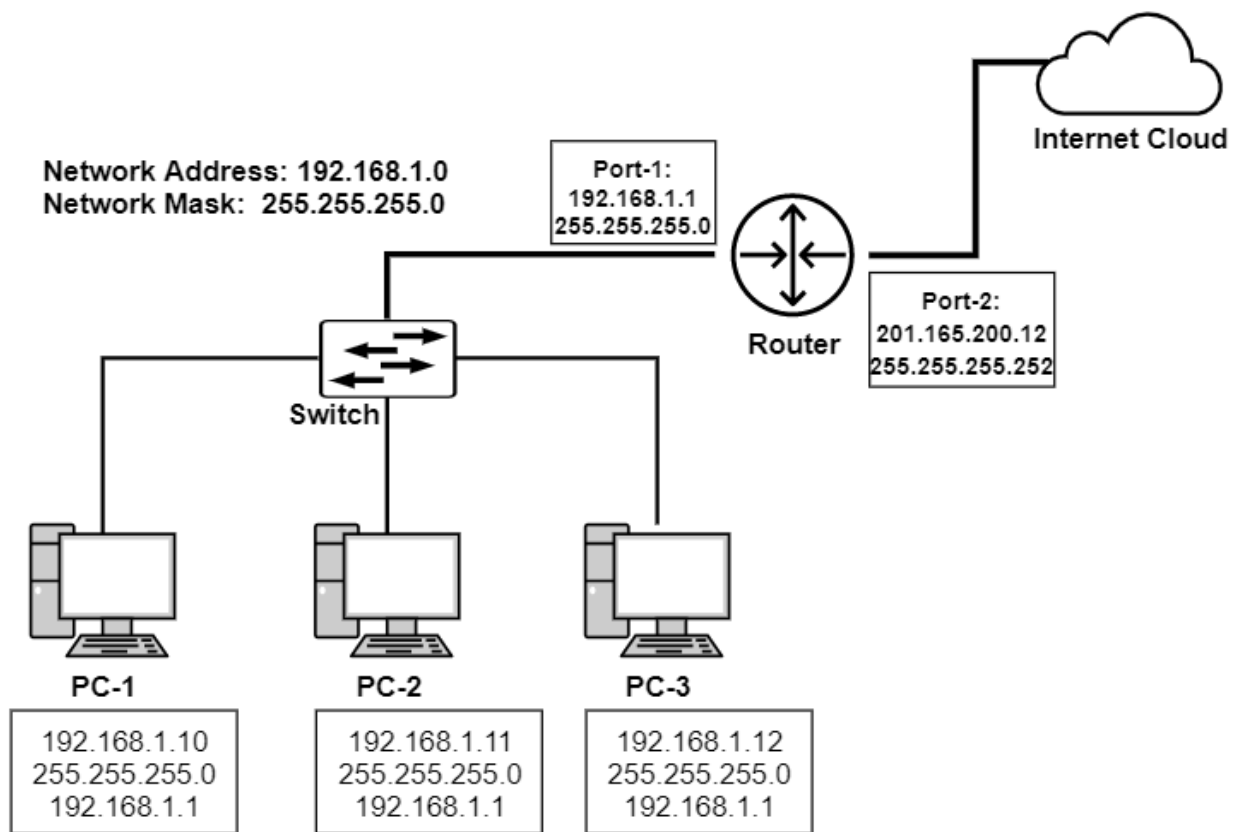 Internet Cloud
Network Address: 192.168.1.0
Network Mask: 255.255.255.0
Port-1:
192.168.1.1
255.255.255.0
Router
Port-2:
201.165.200.12
255.255.255.252
Switch
PC-1
192.168.1.10
255.255.255.0
192.168.1.1
PC-2
192.168.1.11
255.255.255.0
192.168.1.1
PC-3
192.168.1.12
255.255.255.0
192.168.1.1